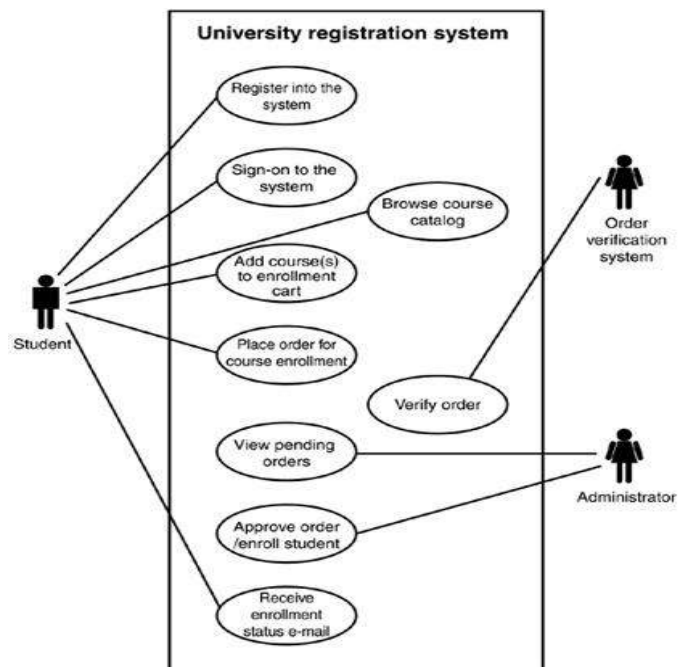 University registration system
Register into the
system
Sign-on to the
system
Browse course
catalog
Order
verification
system
Add course(s)
to enrollment
cart
Student
Place order for
course enrollment
Verify order
View pending
orders
Administrator
Approve order
/enroll student
Receive
enrollment
status e-mail